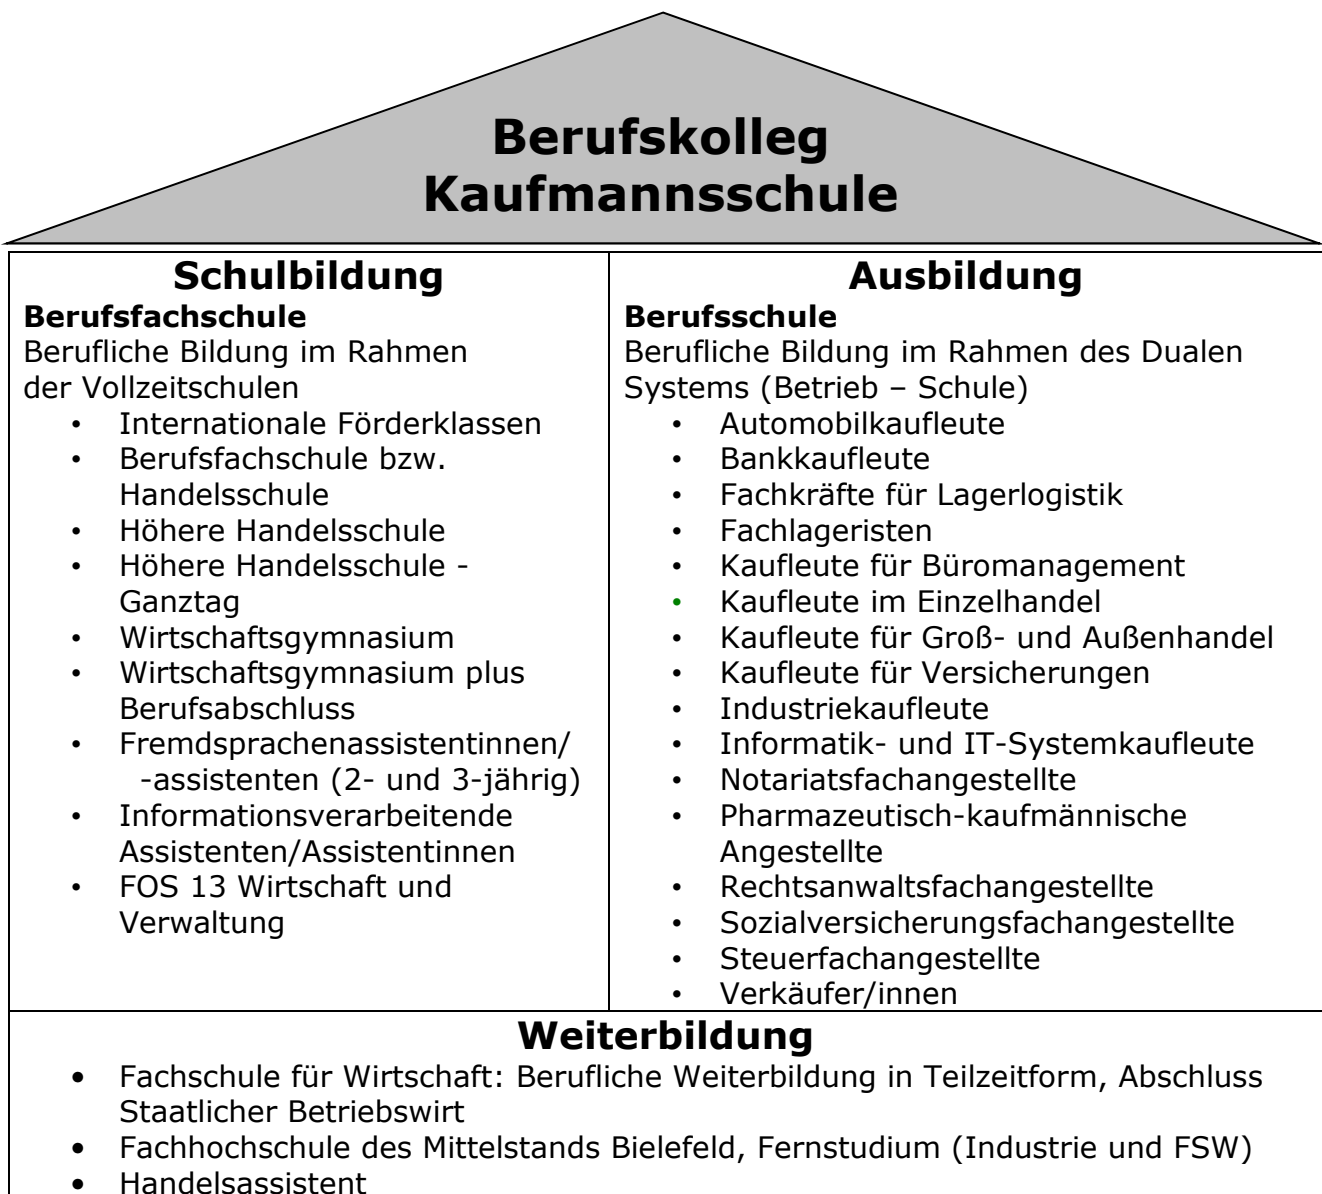 Berufskolleg
Kaufmannsschule
Schulbildung
Berufsfachschule
Berufliche Bildung im Rahmen
der Vollzeitschulen
• Internationale Förderklassen
• Berufsfachschule bzw.
Handelsschule
• Höhere Handelsschule
• Höhere Handelsschule -
Ganztag
• Wirtschaftsgymnasium
• Wirtschaftsgymnasium plus
Berufsabschluss
• Fremdsprachenassistentinnen/
-assistenten (2- und 3-jährig)
• Informationsverarbeitende
Assistenten/Assistentinnen
• FOS 13 Wirtschaft und
Verwaltung
Ausbildung
Berufsschule
Berufliche Bildung im Rahmen des Dualen
Systems (Betrieb – Schule)
• Automobilkaufleute
• Bankkaufleute
• Fachkräfte für Lagerlogistik
• Fachlageristen
• Kaufleute für Büromanagement
• Kaufleute im Einzelhandel
• Kaufleute für Groß- und Außenhandel
• Kaufleute für Versicherungen
• Industriekaufleute
• Informatik- und IT-Systemkaufleute
• Notariatsfachangestellte
• Pharmazeutisch-kaufmännische
Angestellte
• Rechtsanwaltsfachangestellte
• Sozialversicherungsfachangestellte
• Steuerfachangestellte
• Verkäufer/innen
Weiterbildung
• Fachschule für Wirtschaft: Berufliche Weiterbildung in Teilzeitform, Abschluss
Staatlicher Betriebswirt
• Fachhochschule des Mittelstands Bielefeld, Fernstudium (Industrie und FSW)
• Handelsassistent